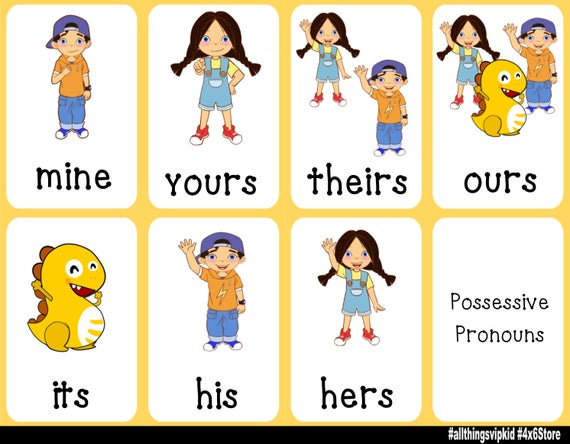 mine
yours
theirs
ours
its
his
hers
Possessive
Pronouns
#allthingsvipkid #4x6Store